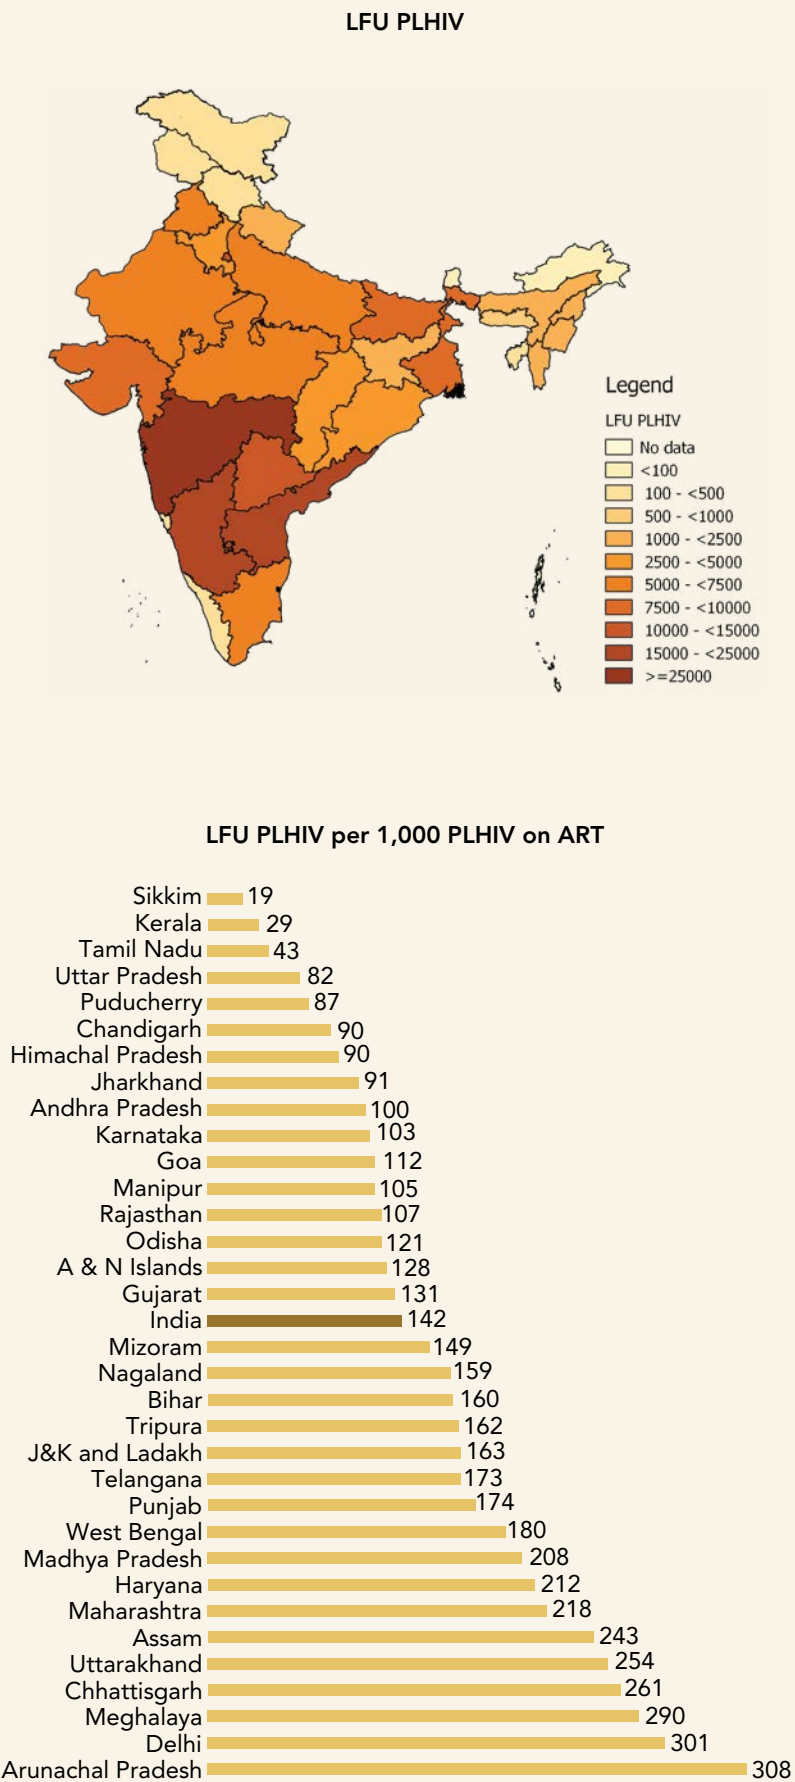 LFU PLHIV
Legend
LFU PLHIV
No data
<100
100 - <500
500 - <1000
1000 - <2500
2500 - <5000
5000 - <7500
7500 - <10000
10000 - <15000
15000 - <25000
>=25000
LFU PLHIV per 1,000 PLHIV on ART
Sikkim 19
Kerala 29
Tamil Nadu 43
Uttar Pradesh 82
Puducherry 87
Chandigarh 90
Himachal Pradesh 90
Jharkhand 91
Andhra Pradesh 100
Karnataka 103
Goa 112
Manipur 105
Rajasthan 107
Odisha 121
A & N Islands 128
Gujarat 131
India 142
Mizoram 149
Nagaland 159
Bihar 160
Tripura 162
J&K and Ladakh 163
Telangana 173
Punjab 174
West Bengal 180
Madhya Pradesh 208
Haryana 212
Maharashtra 218
Assam 243
Uttarakhand 254
Chhattisgarh 261
Meghalaya 290
Delhi 301
Arunachal Pradesh 308